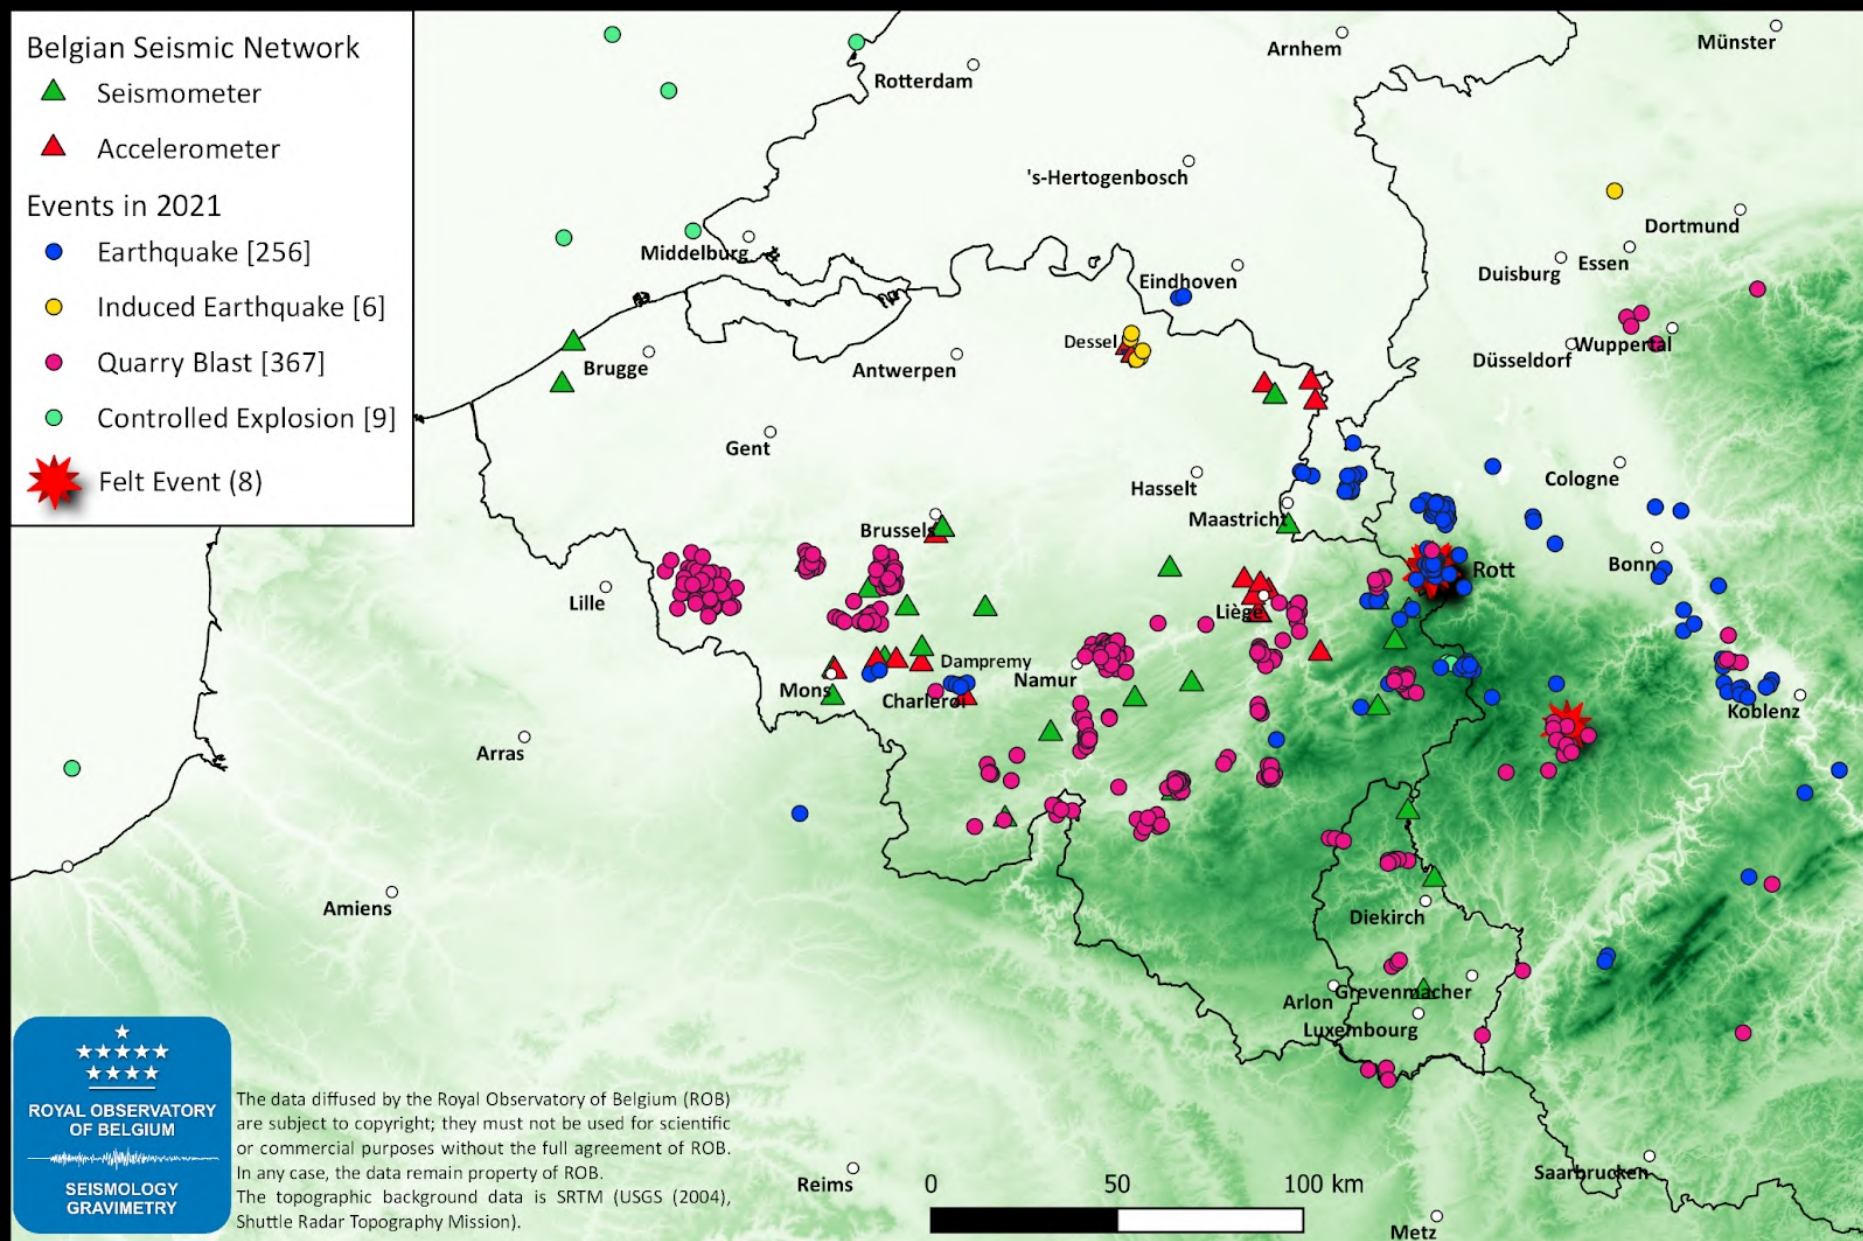 Belgian Seismic Network
Seismometer
Accelerometer
Events in 2021
Earthquake [256]
Induced Earthquake [6]
Quarry Blast [367]
Controlled Explosion [9]
Felt Event (8)
Arnhem
Münster
Rotterdam
's-Hertogenbosch
Dortmund
Middelburg
Essen
Duisburg
Eindhoven
Dessel
Wuppertal
Düsseldorf
Brugge
Antwerpen
Gent
Cologne
Hasselt
Maastricht
Brussels
Bonn
Rott
Lille
Liège
Dampremy
Namur
Mons
Charleroi
Koblenz
Arras
Amiens
Diekirch
Grevenmacher
Arlon
Luxembourg
Saarbrucken
Reims
Metz
0 50 100 km
ROYAL OBSERVATORY
OF BELGIUM
SEISMOLOGY
GRAVIMETRY
The data diffused by the Royal Observatory of Belgium (ROB)
are subject to copyright; they must not be used for scientific
or commercial purposes without the full agreement of ROB.
In any case, the data remain property of ROB.
The topographic background data is SRTM (USGS (2004),
Shuttle Radar Topography Mission).